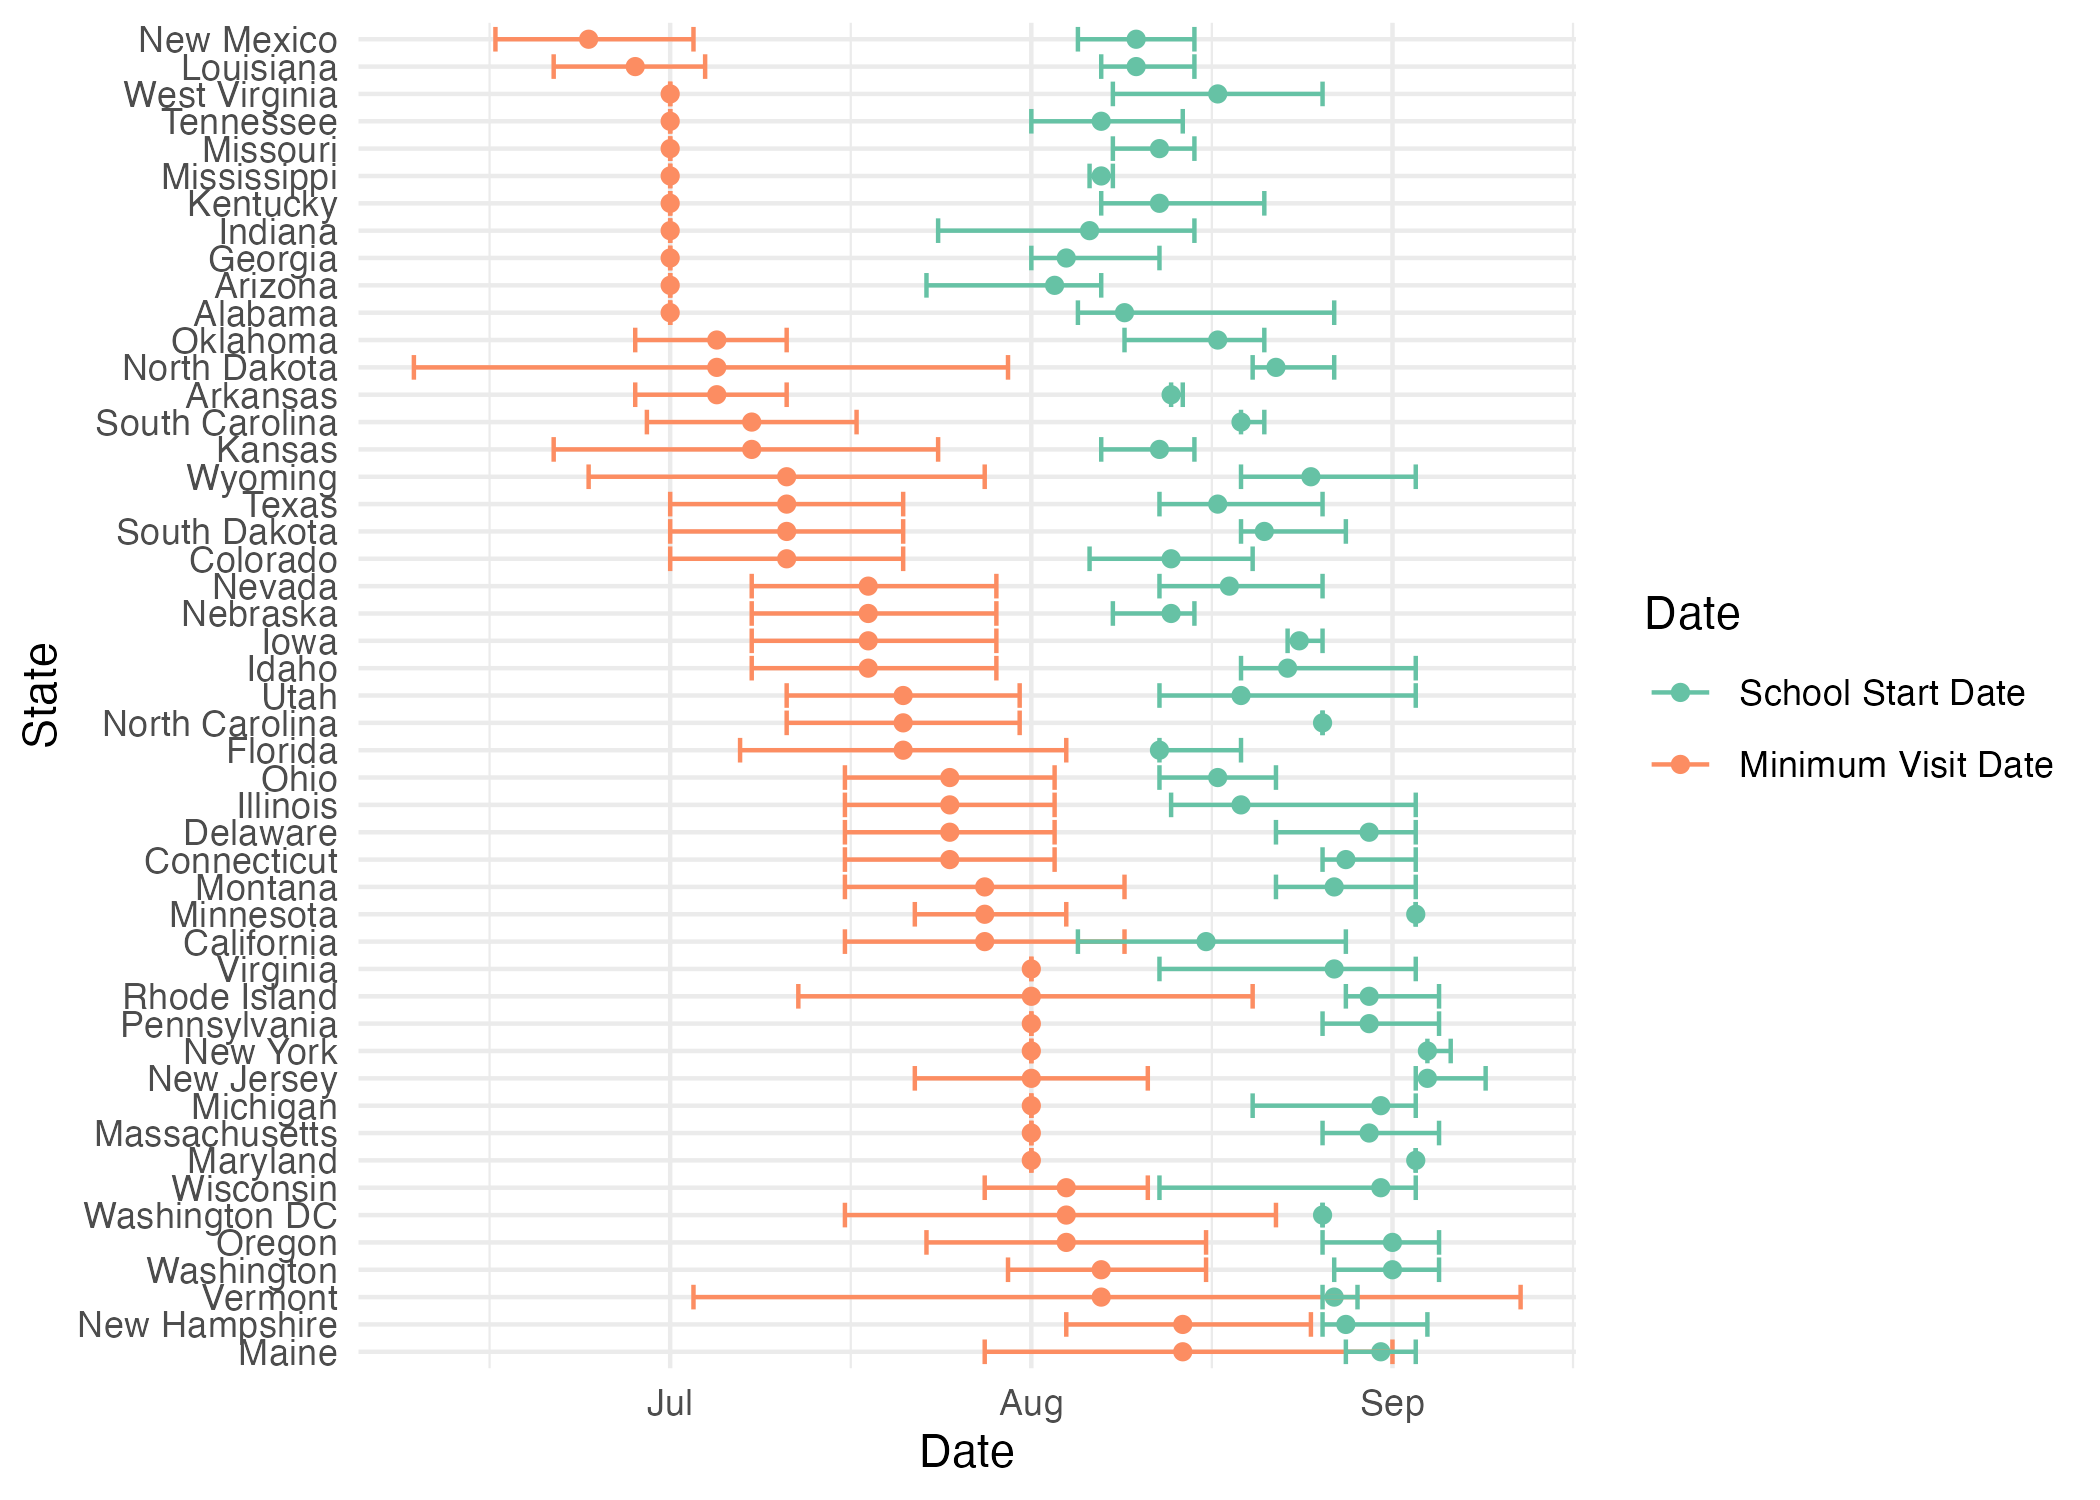 New Mexico
Louisiana
West Virginia
Tennessee
Missouri
Mississippi
Kentucky
Indiana
Georgia
Arizona
Alabama
Oklahoma
North Dakota
Arkansas
South Carolina
Kansas
Wyoming
Texas
South Dakota
Colorado
Nevada
Nebraska
Iowa
Idaho
Utah
North Carolina
Florida
Ohio
Illinois
Delaware
Connecticut
Montana
Minnesota
California
Virginia
Rhode Island
Pennsylvania
New York
New Jersey
Michigan
Massachusetts
Maryland
Wisconsin
Washington DC
Oregon
Washington
Vermont
New Hampshire
Maine
State
Jul Aug Sep
Date
Date
School Start Date
Minimum Visit Date